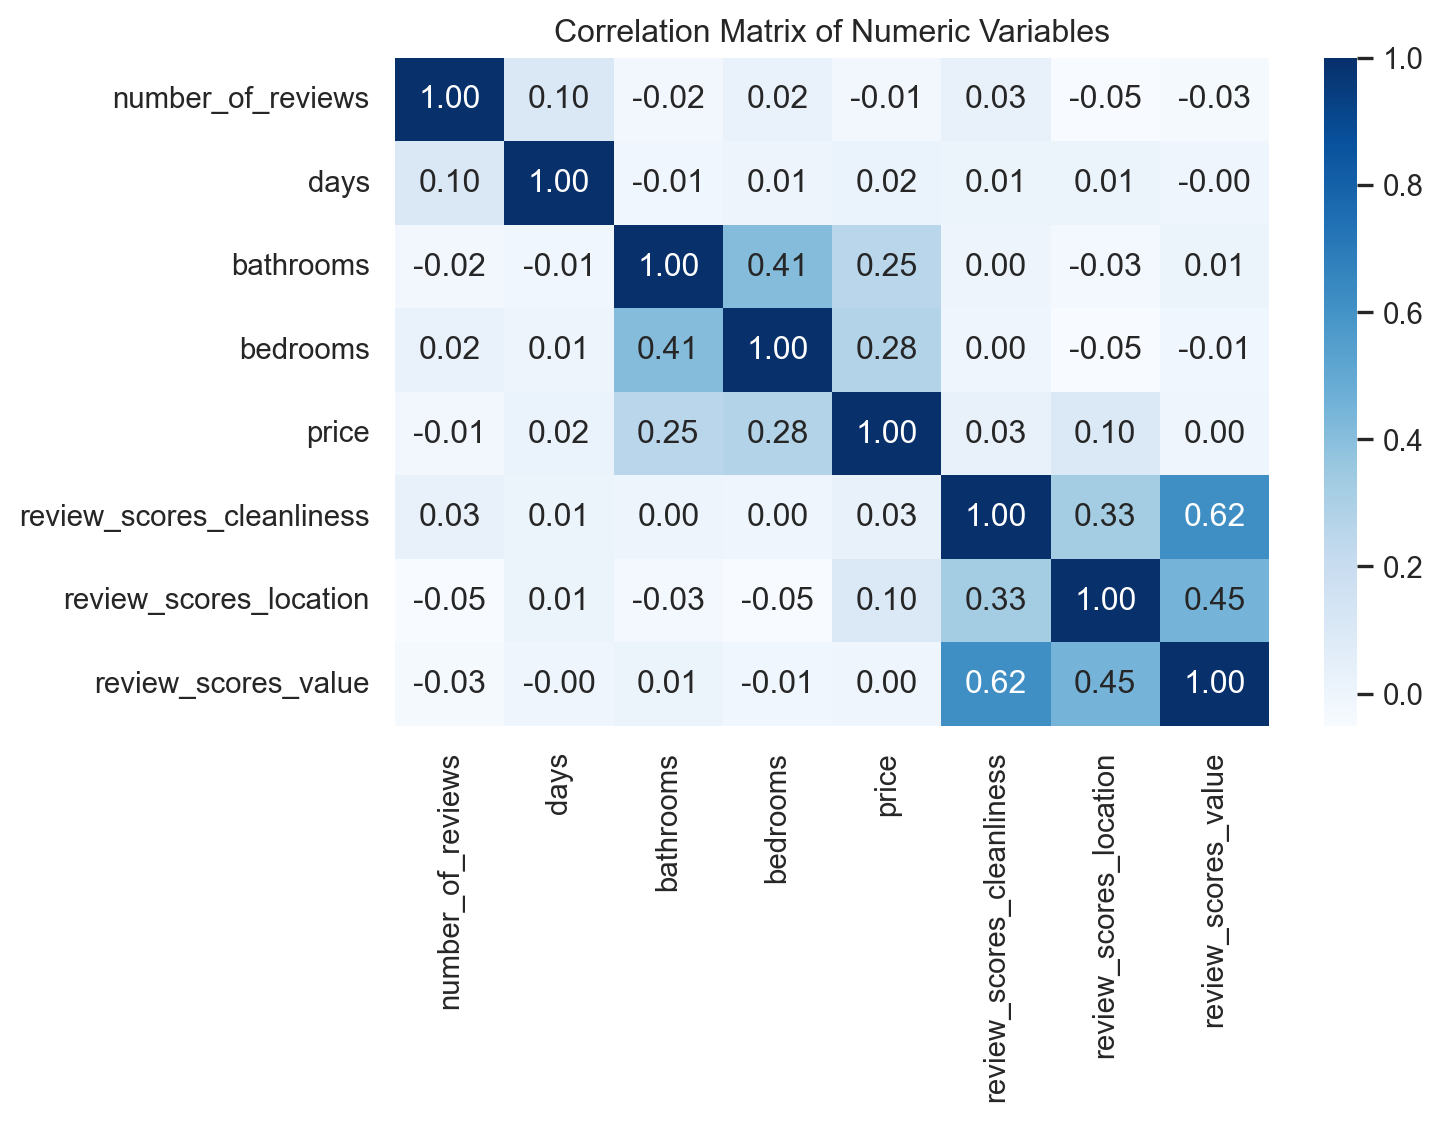 Correlation Matrix of Numeric Variables
number_of_reviews 1.00 0.10 -0.02 0.02 -0.01 0.03 -0.05 -0.03
days 0.10 1.00 -0.01 0.01 0.02 0.01 0.01 -0.00
bathrooms -0.02 -0.01 1.00 0.41 0.25 0.00 -0.03 0.01
bedrooms 0.02 0.01 0.41 1.00 0.28 0.00 -0.05 -0.01
price -0.01 0.02 0.25 0.28 1.00 0.03 0.10 0.00
review_scores_cleanliness 0.03 0.01 0.00 0.00 0.03 1.00 0.33 0.62
review_scores_location -0.05 0.01 -0.03 -0.05 0.10 0.33 1.00 0.45
review_scores_value -0.03 -0.00 0.01 -0.01 0.00 0.62 0.45 1.00
number_of_reviews
days
bathrooms
bedrooms
price
review_scores_cleanliness
review_scores_location
review_scores_value
1.0
0.8
0.6
0.4
0.2
0.0